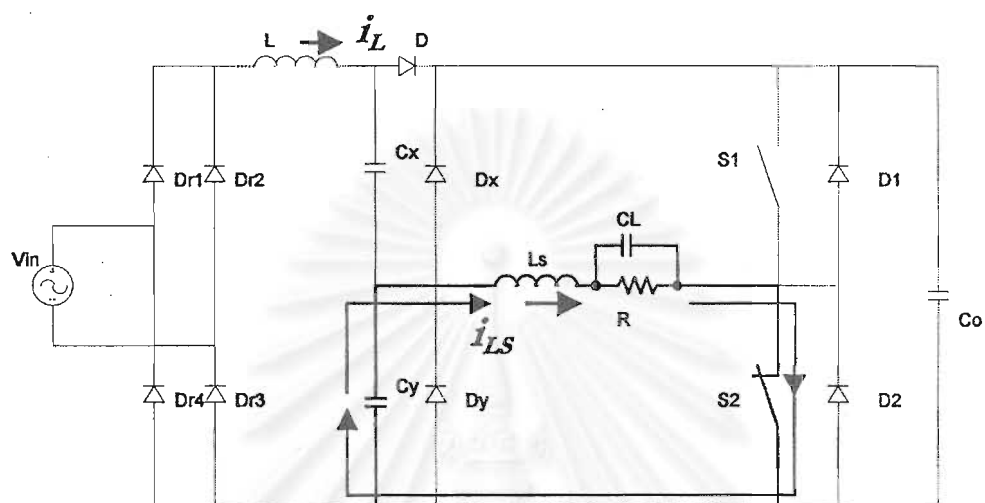 L iL D
Cx
S1
Dr1 Dr2 Dx D1
CL
Vin
Ls
R
Co
iLS
Cy
S2
Dr4 Dr3 Dy D2